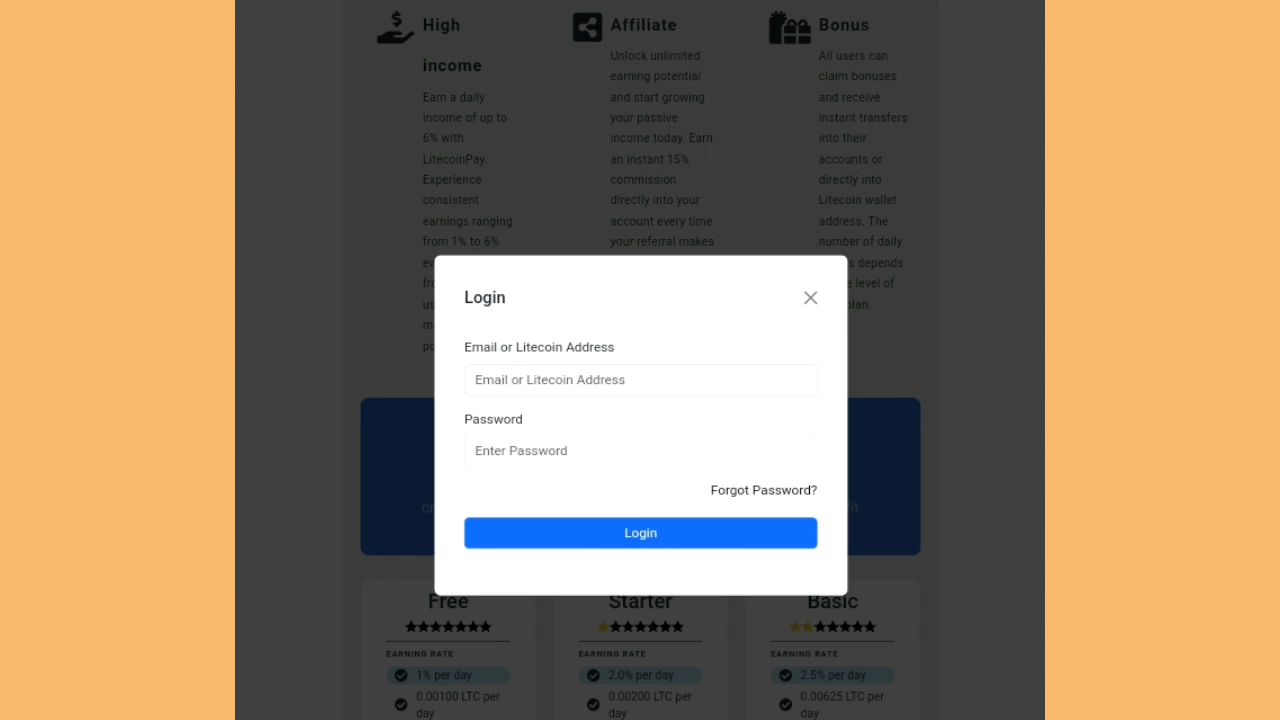 High
income
Earn a daily
income of up to
6% with
LitecoinPay.
Experience
consistent
earnings ranging
from 1% to 6%
Affiliate
Unlock unlimited
earning potential
and start growing
your passive
income today. Earn
an instant 15%
commission
directly into your
account every time
your referral makes
Bonus
All users can
claim bonuses
and receive
instant transfers
into their
accounts or
directly into
Litecoin wallet
address. The
number of daily
depends
level of
Login
Email or Litecoin Address
Email or Litecoin Address
Password
Enter Password
Forgot Password?
Login
Free
EARNING RATE
1% per day
0.00100 LTC per
day
Starter
EARNING RATE
2.0% per day
0.00200 LTC per
day
Basic
EARNING RATE
2.5% per day
0.00625 LTC per
day